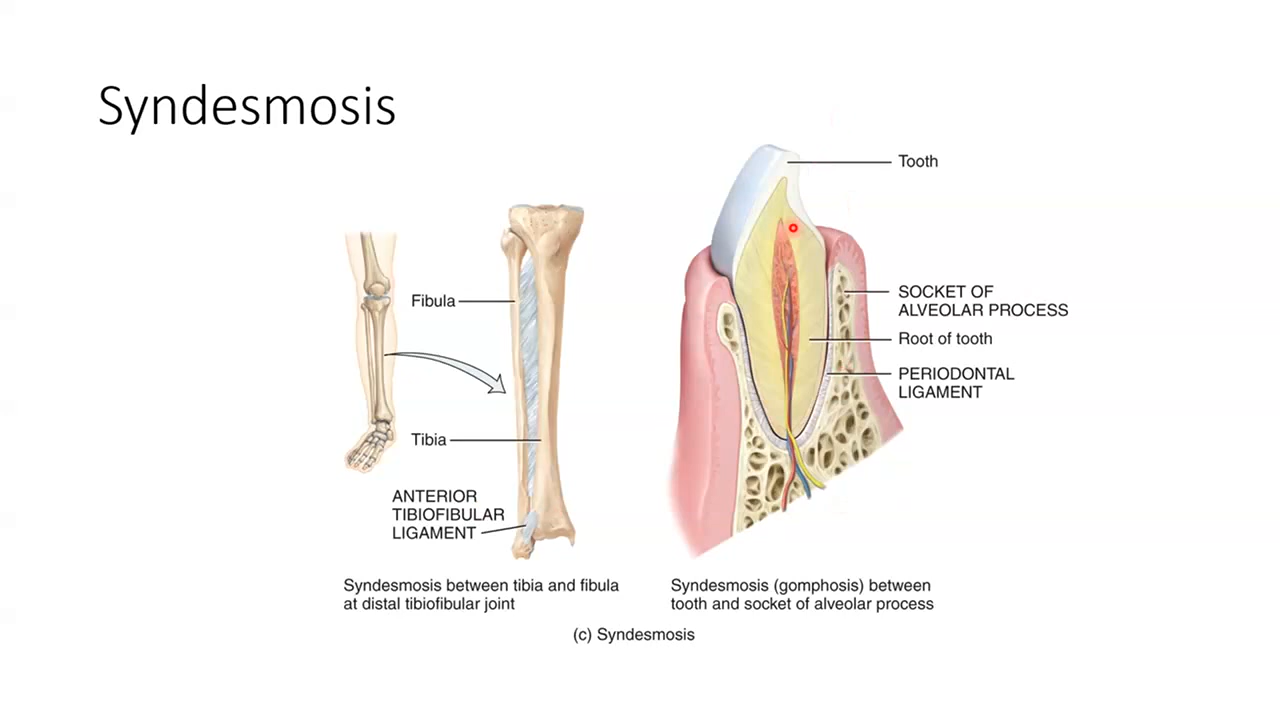 Syndesmosis
Fibula
Tibia
ANTERIOR
TIBIOFIBULAR
LIGAMENT
Syndesmosis between tibia and fibula
at distal tibiofibular joint
Tooth
SOCKET OF
ALVEOLAR PROCESS
Root of tooth
PERIODONTAL
LIGAMENT
Syndesmosis (gomphosis) between
tooth and socket of alveolar process
(c) Syndesmosis